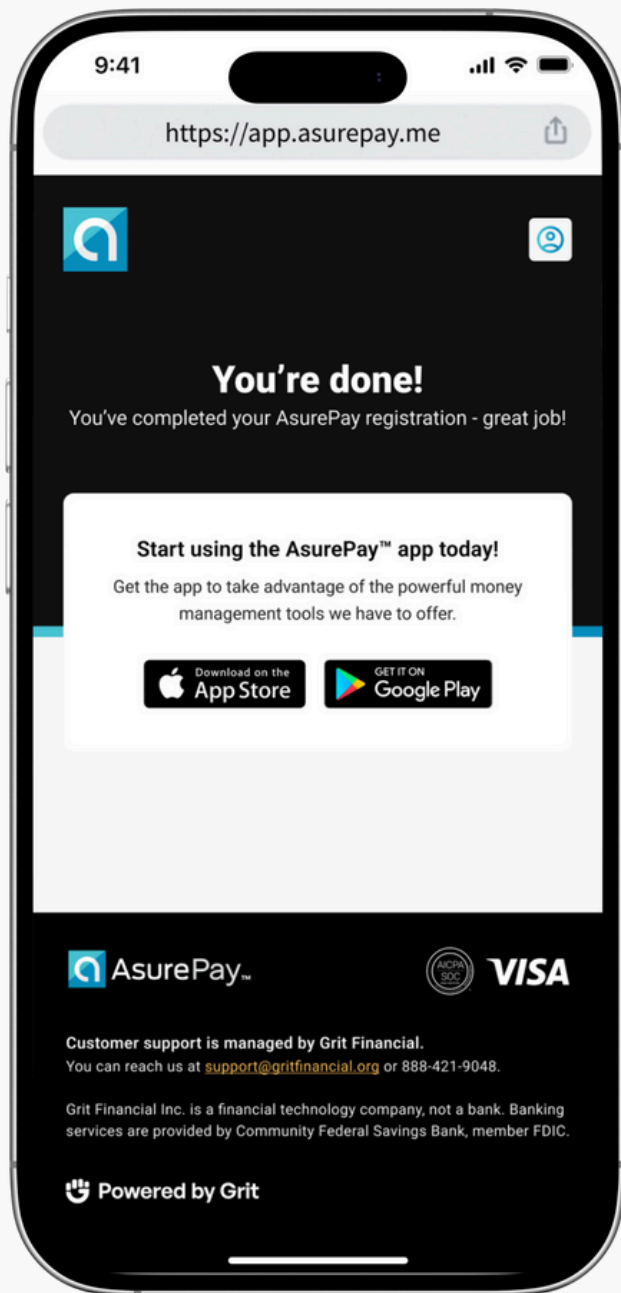 9:41
https://app.asurepay.me
You're done!
You've completed your AsurePay registration - great job!
Start using the AsurePay™ app today!
Get the app to take advantage of the powerful money
management tools we have to offer.
Download on the
App Store
GET IT ON
Google Play
AsurePay™
AICPA
SOC
VISA
Customer support is managed by Grit Financial.
You can reach us at support@gritfinancial.org or 888-421-9048.
Grit Financial Inc. is a financial technology company, not a bank. Banking
services are provided by Community Federal Savings Bank, member FDIC.
Powered by Grit